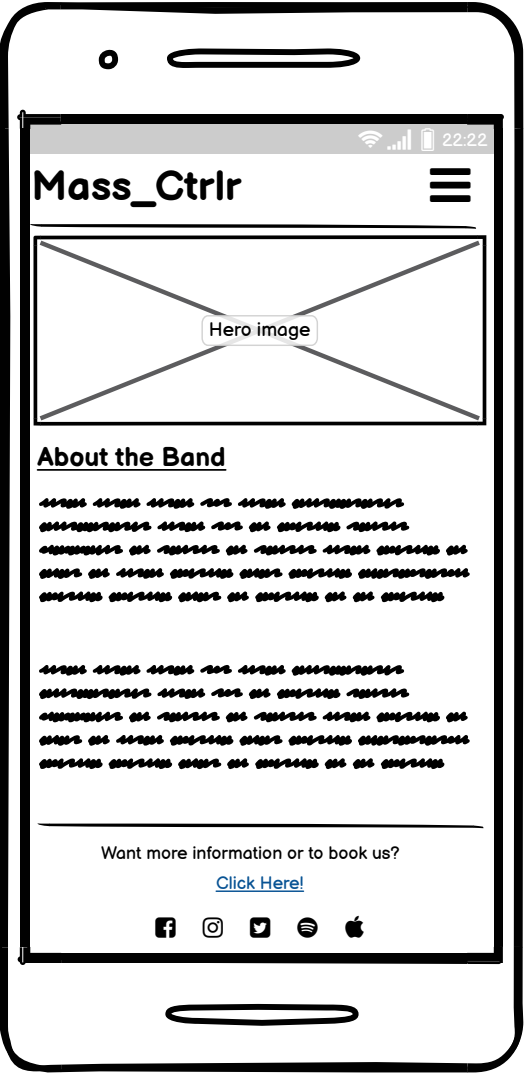 22:22
Mass_Ctrlr
Hero image
About the Band
Want more information or to book us?
Click Here!